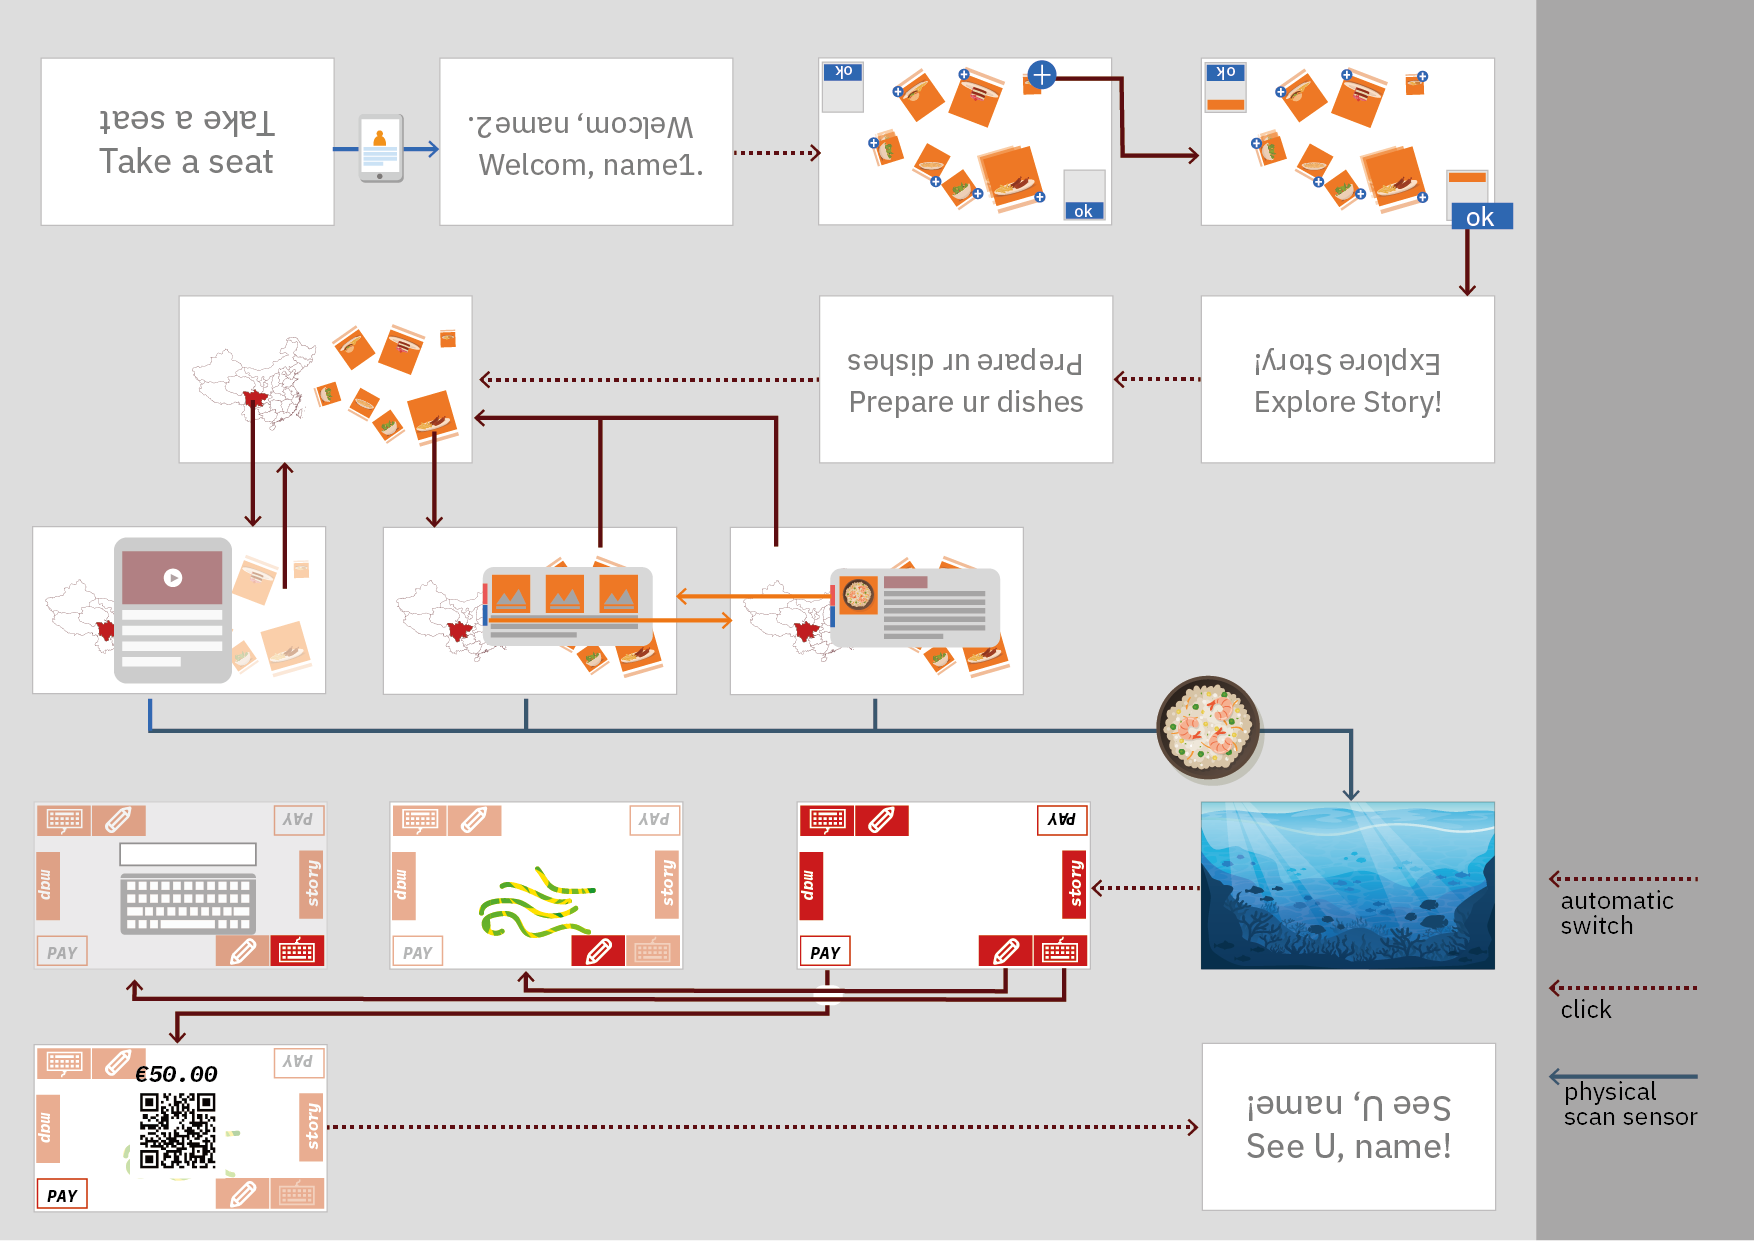 Take a seat
Take a seat
Welcom, name2.
Welcom, name1.
ok
ok
ok
ok
Explore Story!
Explore Story!
Prepare ur dishes
Prepare ur dishes
PAY
map
story
PAY
PAY
map
story
PAY
PAY
map
story
PAY
automatic
switch
click
physical
scan sensor
PAY
€50.00
map
story
PAY
See U, name!
See U, name!